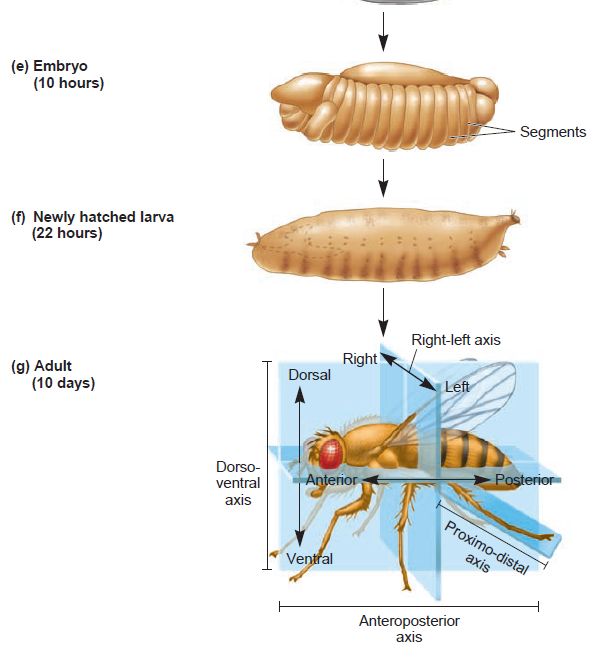 (e) Embryo
(10 hours)
Segments
(f) Newly hatched larva
(22 hours)
(g) Adult
(10 days)
Right-left axis
Right
Left
Dorsal
Dorso-
ventral
axis
Anterior
Posterior
Ventral
Proximo-distal
axis
Anteroposterior
axis